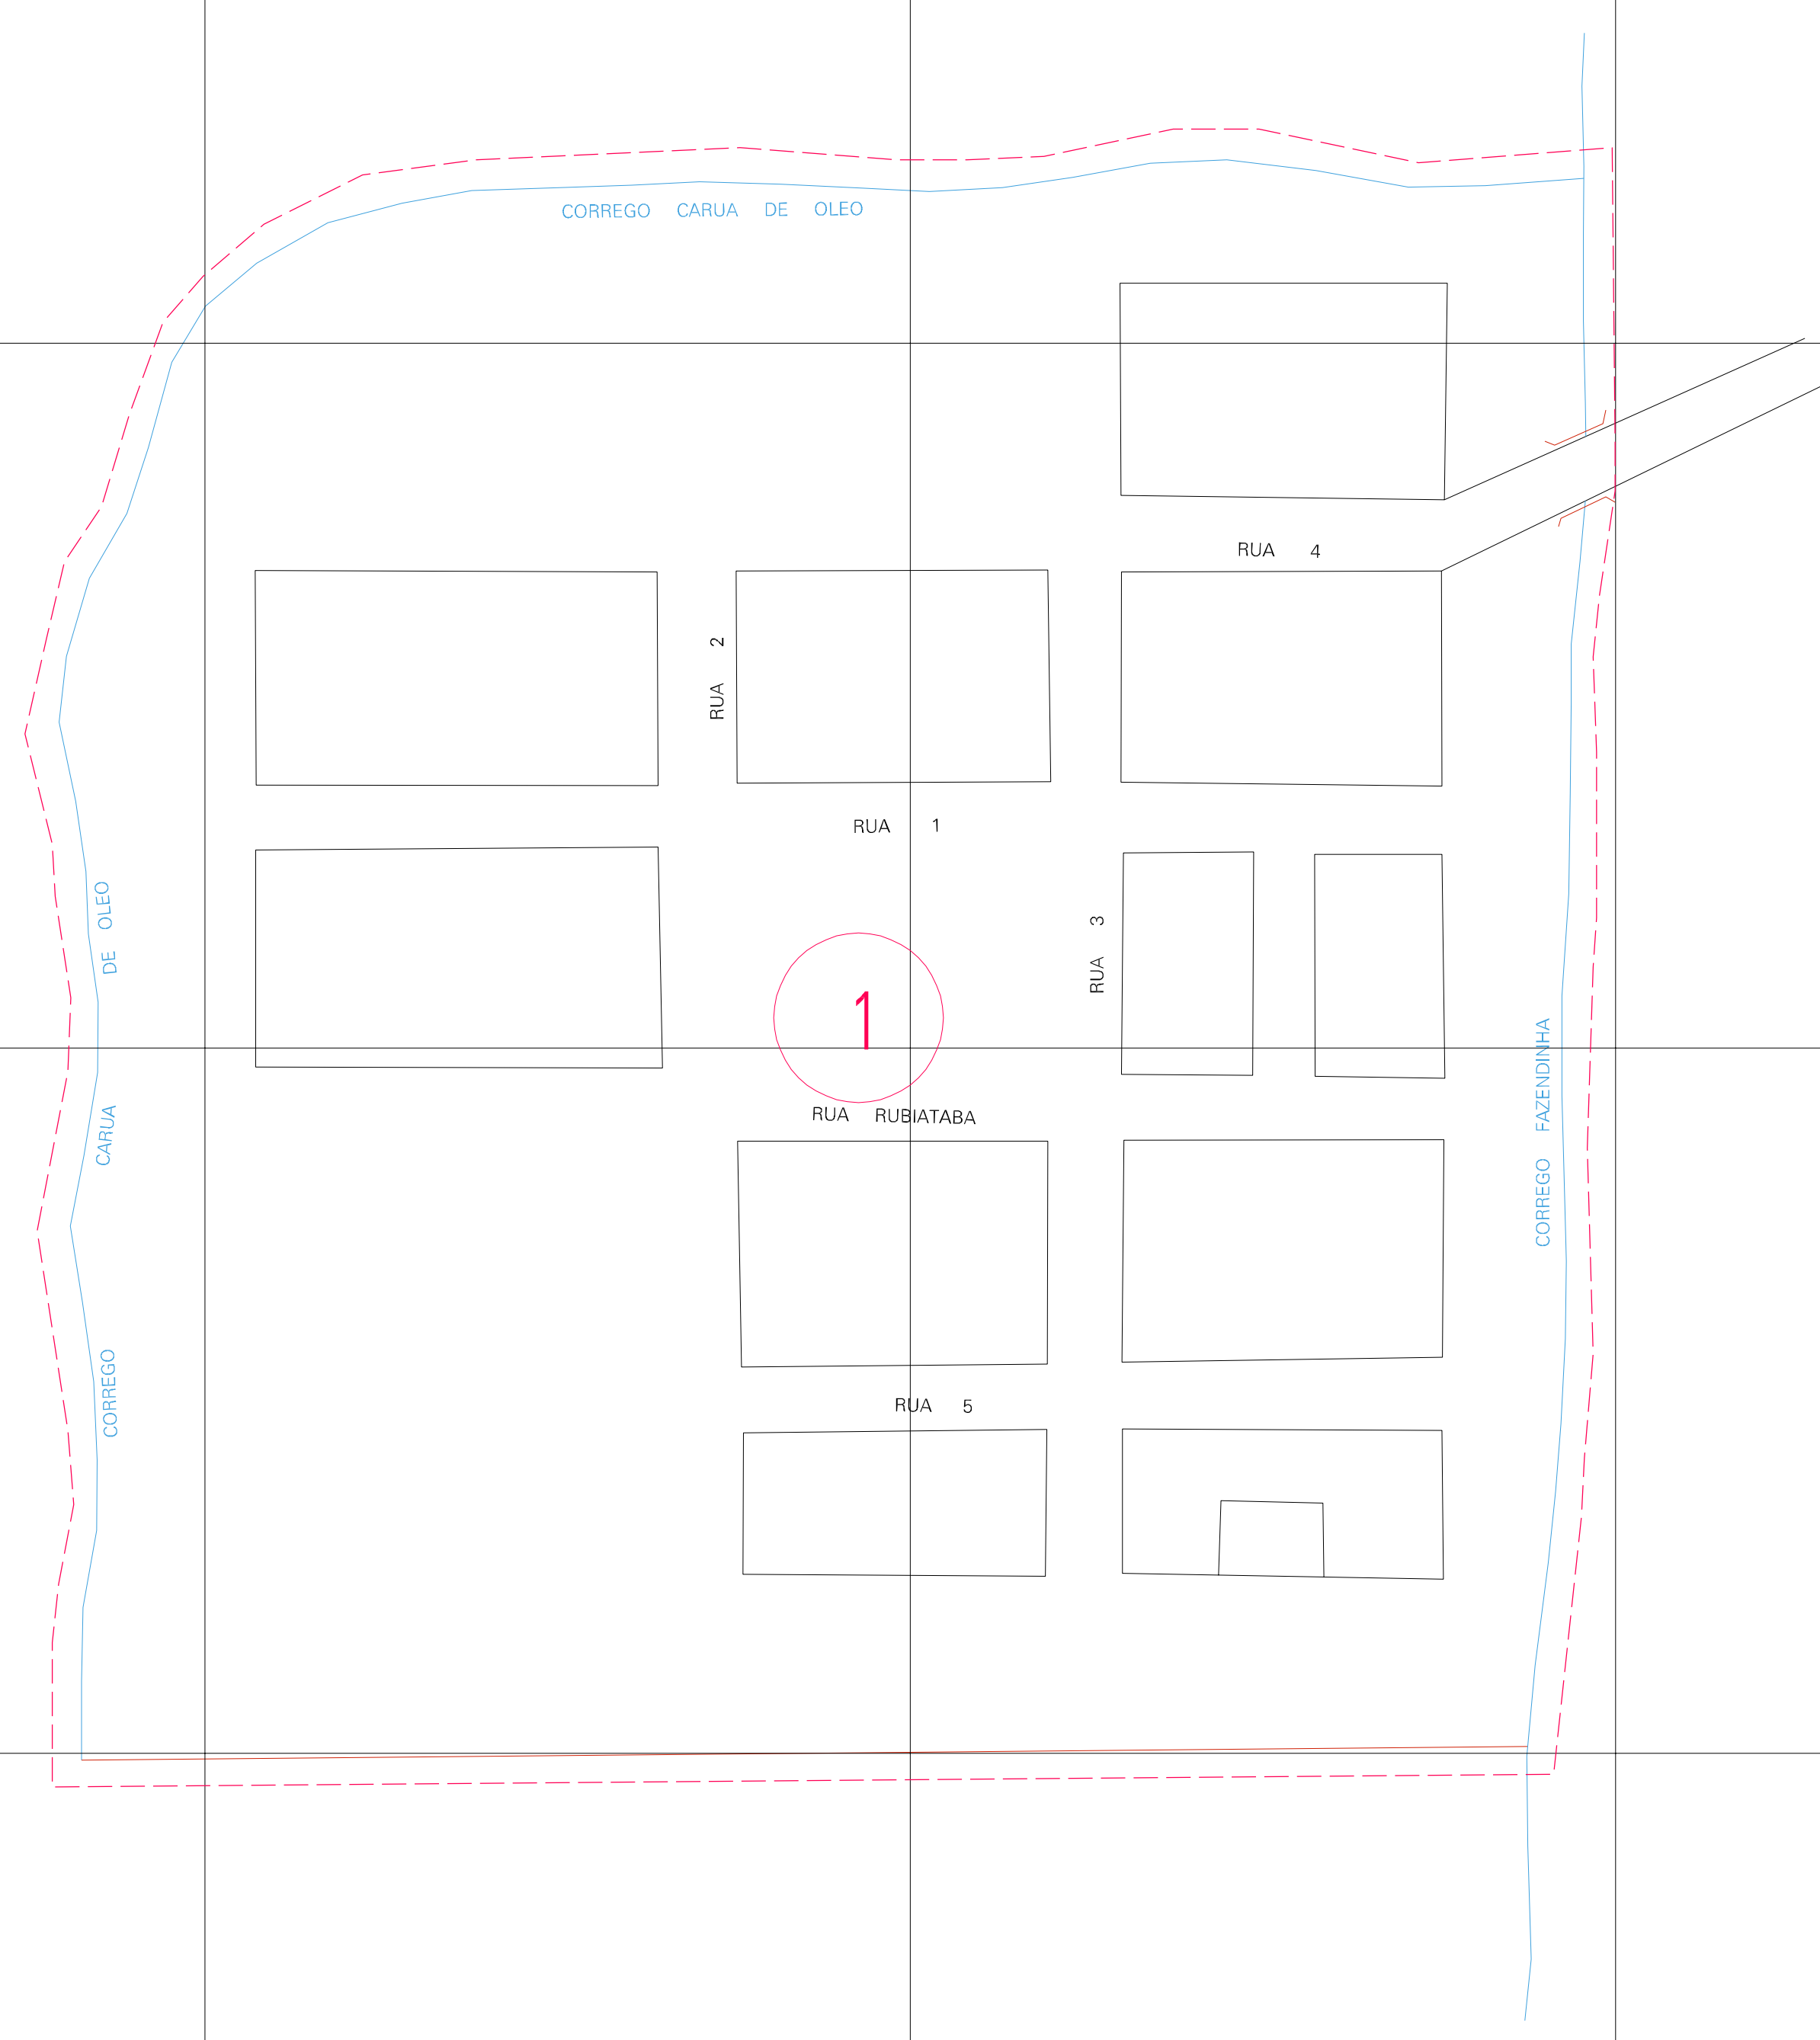 CORREGO CARUA DE OLEO
RUA 4
RUA 2
RUA 1
RUA 3
1
RUA RUBIATABA
CORREGO CARUA DE OLEO
CORREGO FAZENDINHA
RUA 5